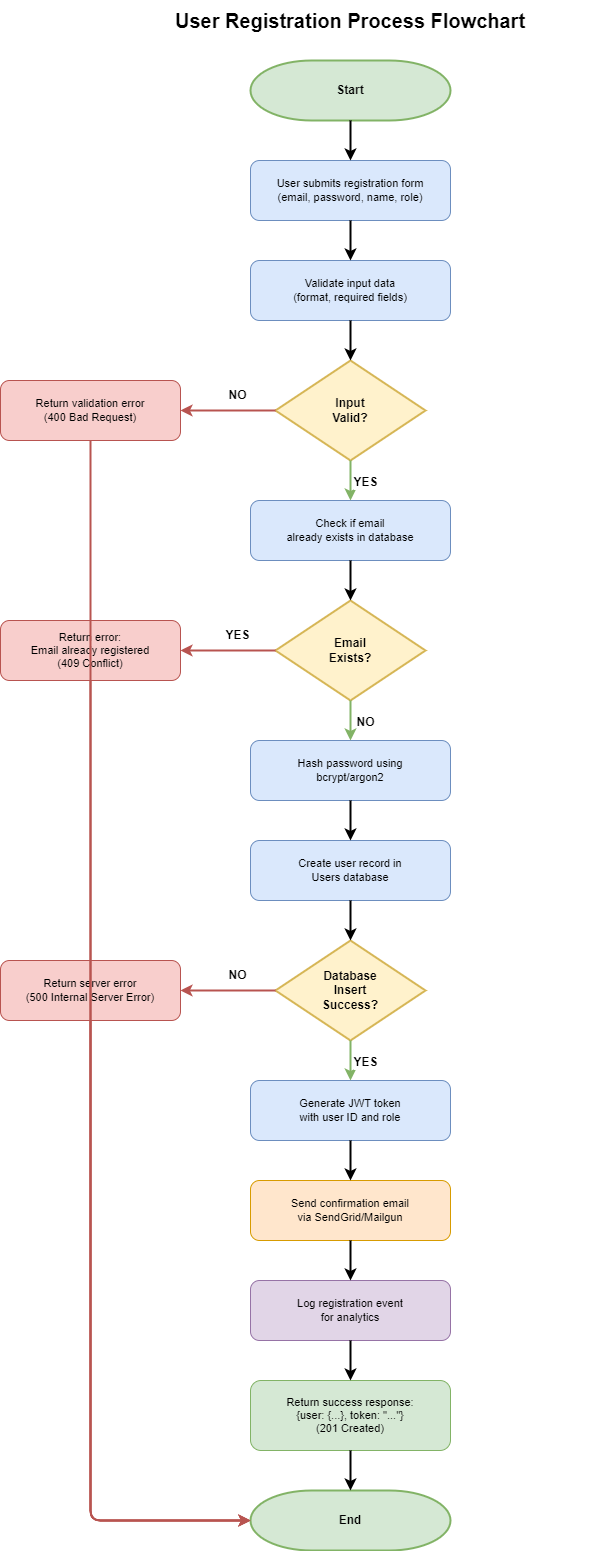 User Registration Process Flowchart
Start
User submits registration form
(email, password, name, role)
Validate input data
(format, required fields)
Input
Valid?
NO
Return validation error
(400 Bad Request)
YES
Check if email
already exists in database
Email
Exists?
YES
Return error:
Email already registered
(409 Conflict)
NO
Hash password using
bcrypt/argon2
Create user record in
Users database
Database
Insert
Success?
NO
Return server error
(500 Internal Server Error)
YES
Generate JWT token
with user ID and role
Send confirmation email
via SendGrid/Mailgun
Log registration event
for analytics
Return success response:
{user: {...}, token: "..."}
(201 Created)
End